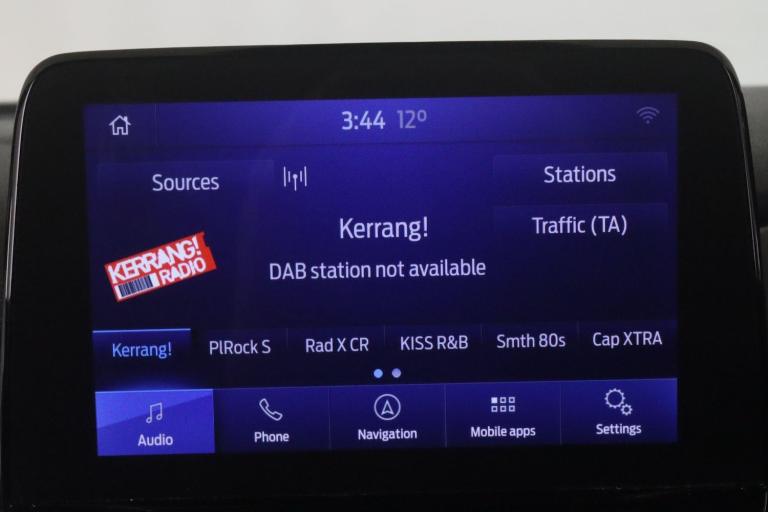 3:44 12°
Sources
Stations
Kerrang!
Traffic (TA)
KERRANG!
RADIO
DAB station not available
Kerrang!
PlRock S
Rad X CR
KISS R&B
Smth 80s
Cap XTRA
Audio
Phone
Navigation
Mobile apps
Settings